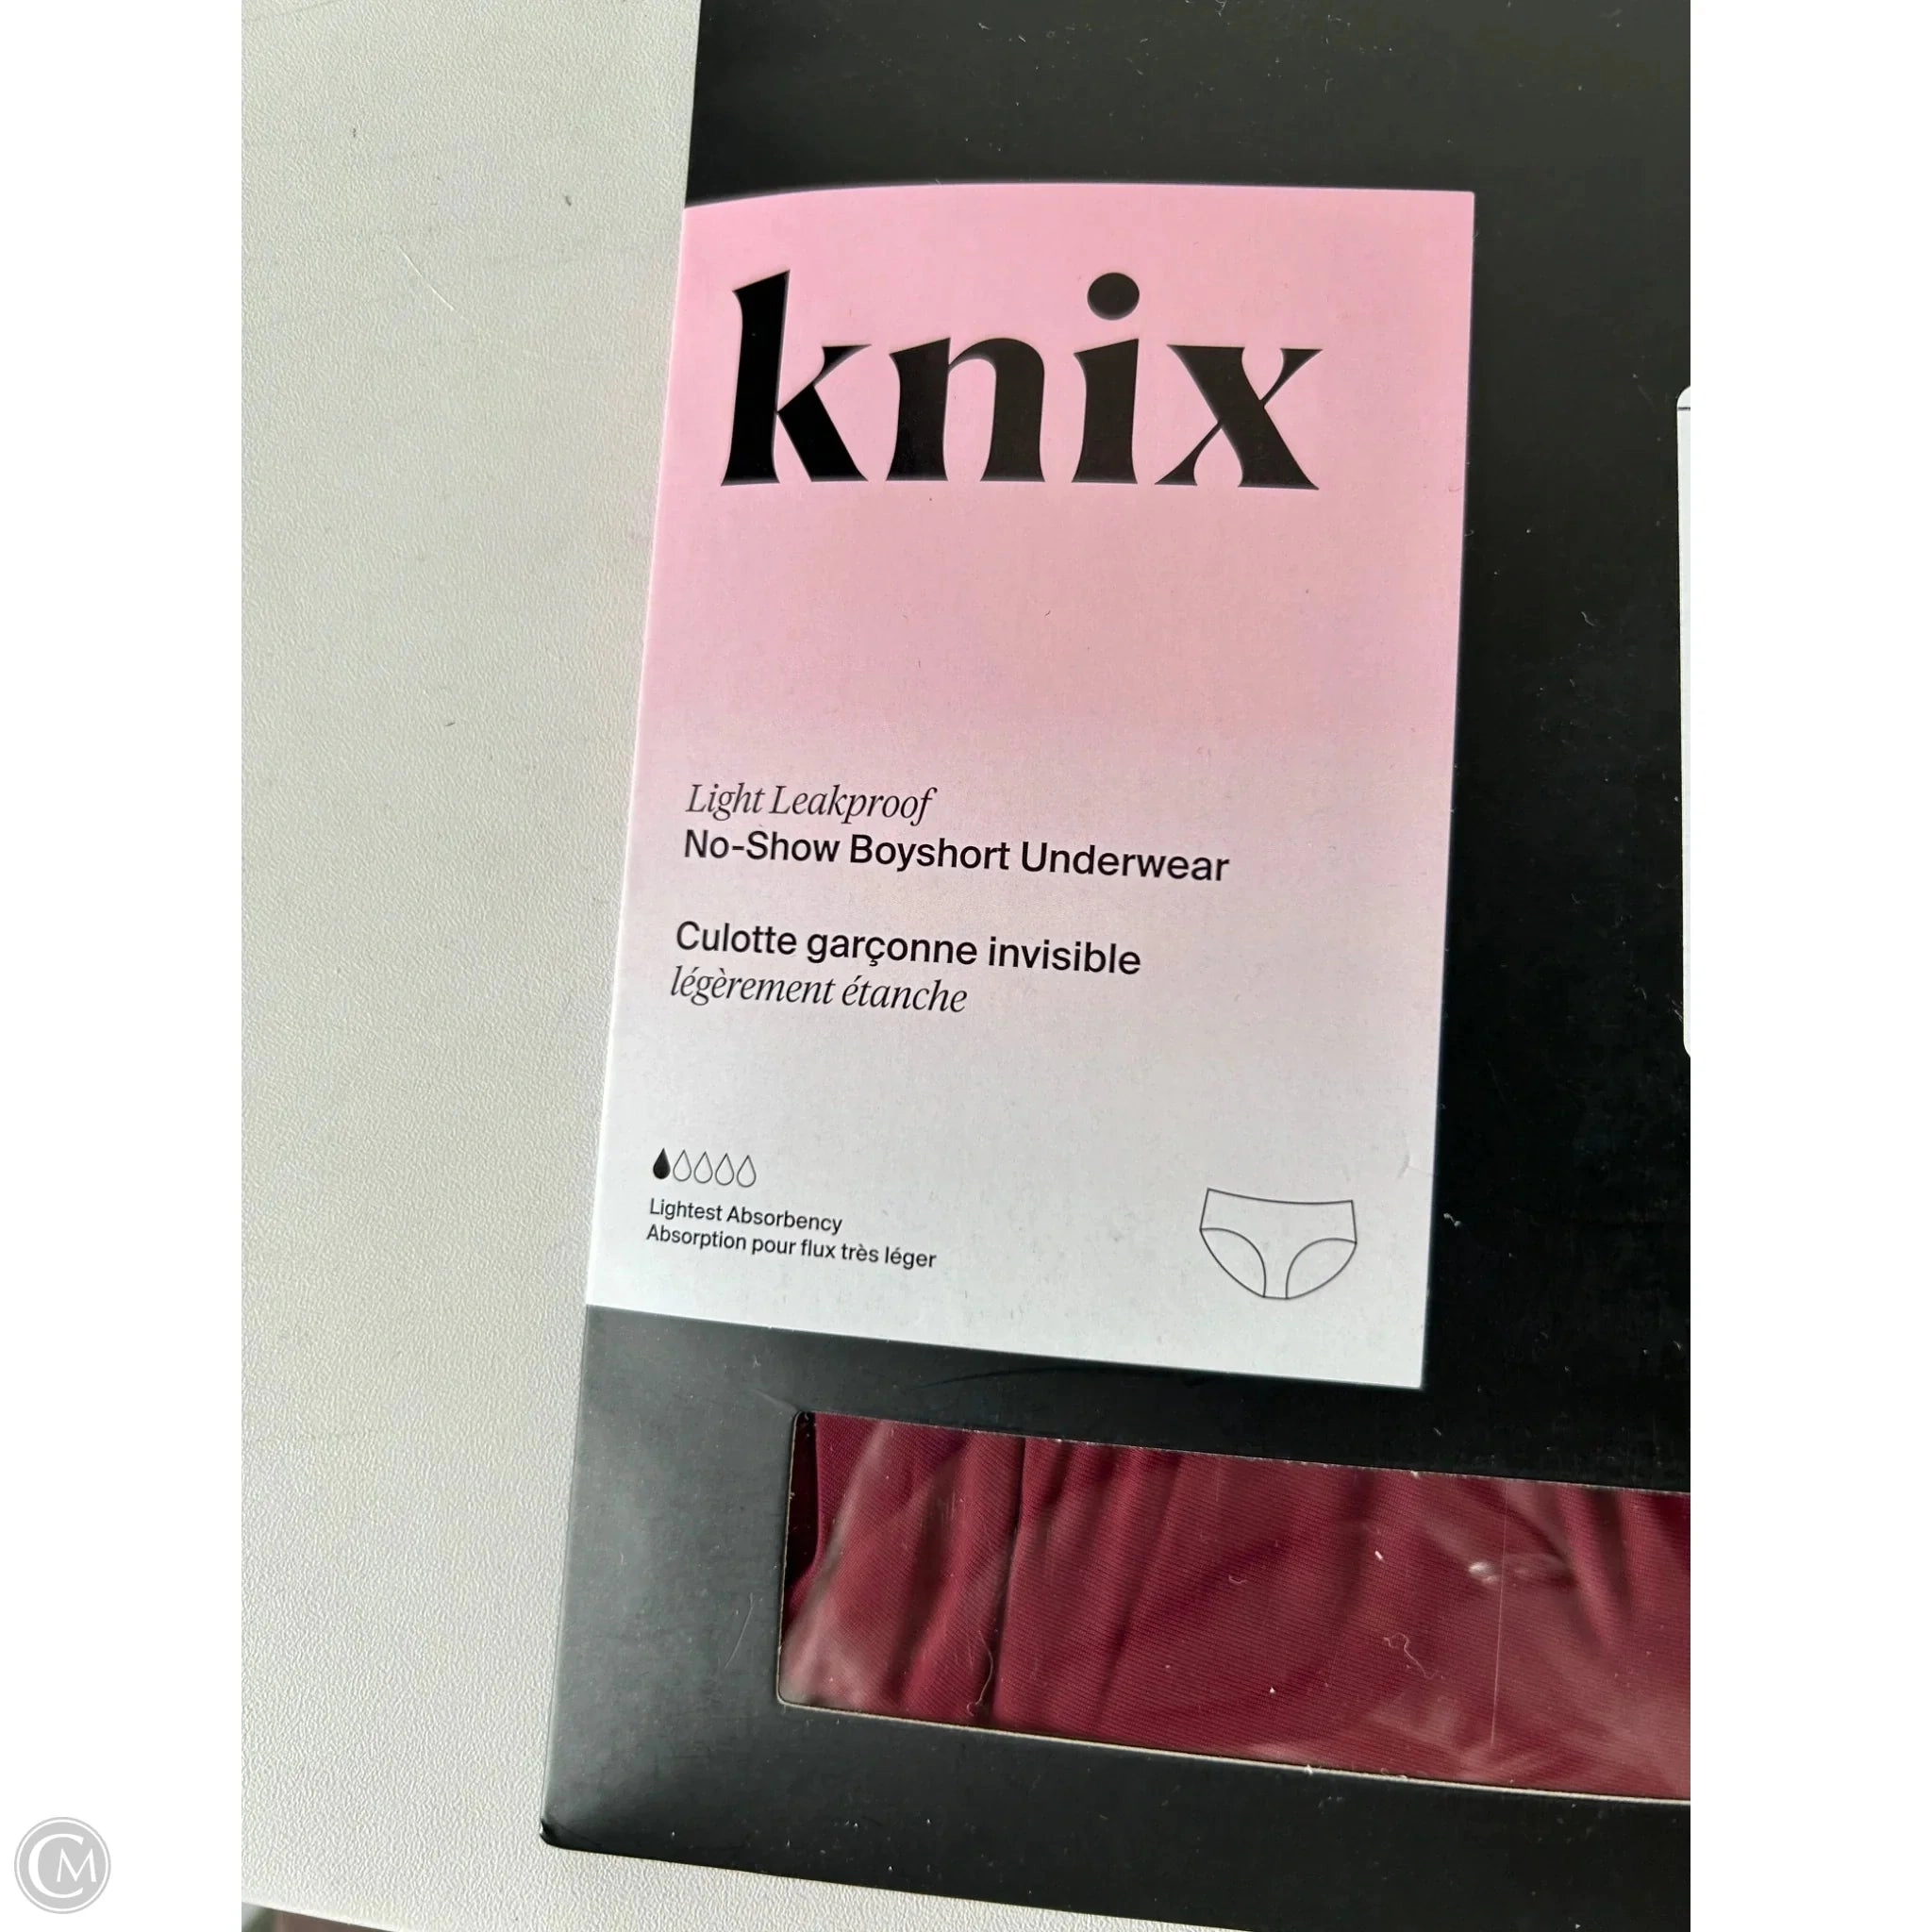 knix
Light Leakproof
No-Show Boyshort Underwear
Culotte garçonne invisible
légèrement étanche
Lightest Absorbency
Absorption pour flux très léger
CM